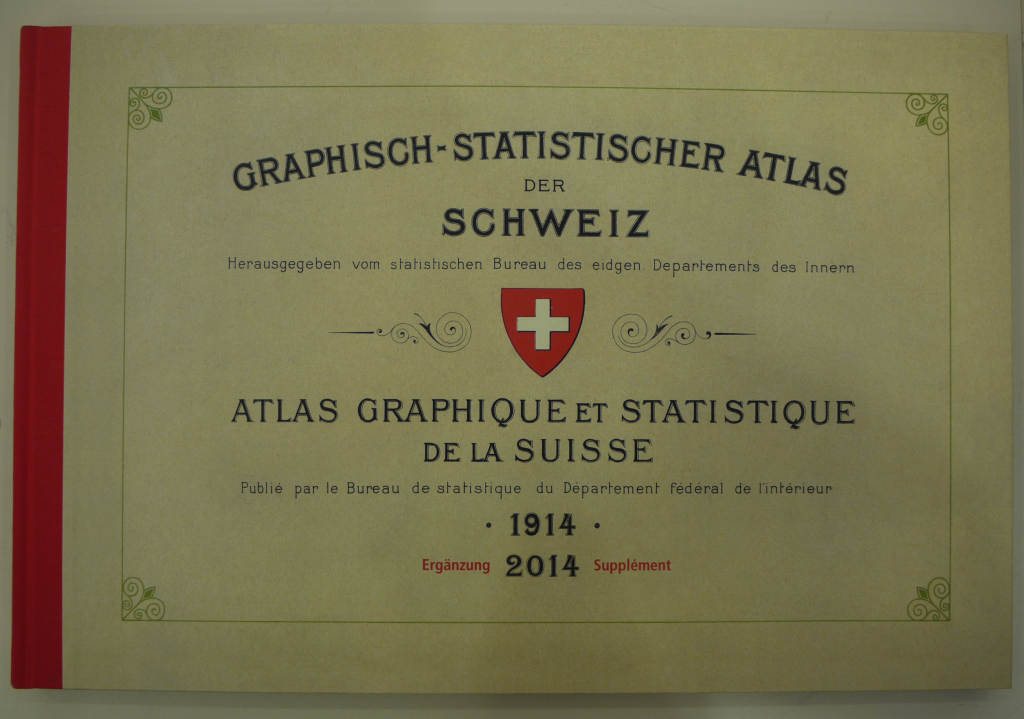 GRAPHISCH-STATISTISCHER ATLAS
DER
SCHWEIZ
Herausgegeben vom statistischen Bureau des eidgen Departements des Innern
ATLAS GRAPHIQUE ET STATISTIQUE
DE LA SUISSE
Publié par le Bureau de statistique du Département fédéral de l'intérieur
· 1914 ·
Ergänzung 2014 Supplément